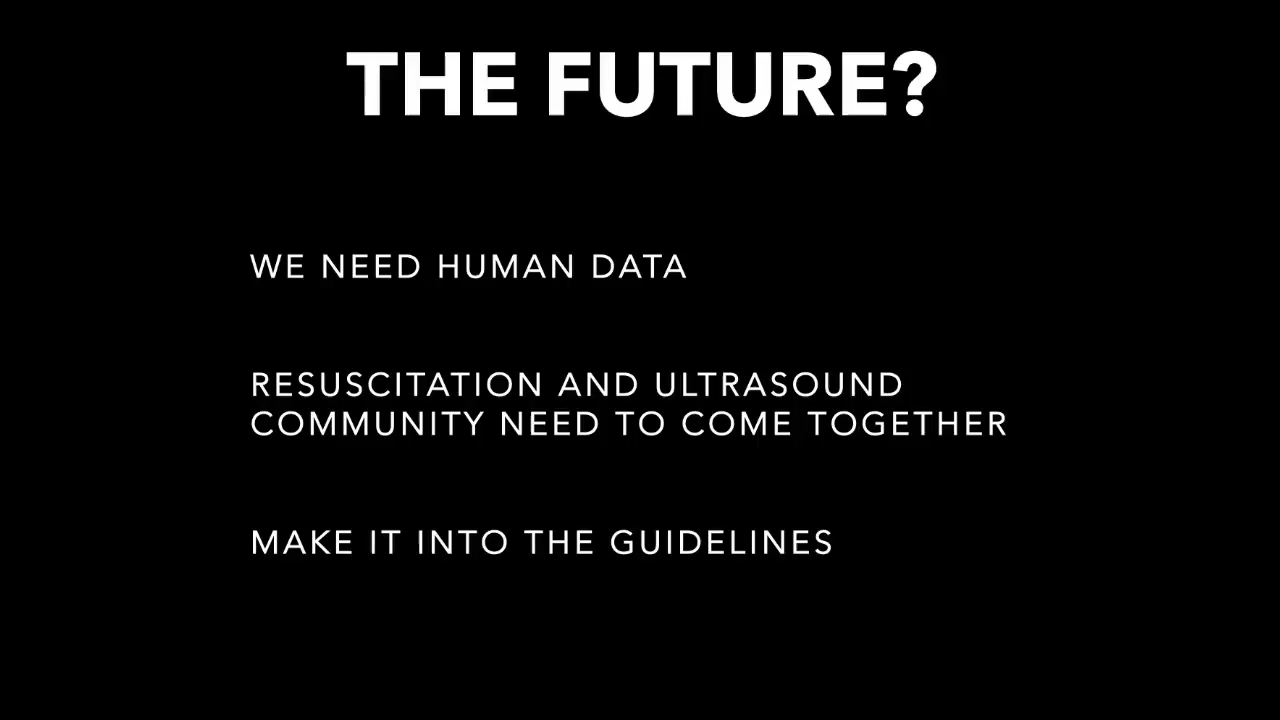 THE FUTURE?
WE NEED HUMAN DATA
RESUSCITATION AND ULTRASOUND
COMMUNITY NEED TO COME TOGETHER
MAKE IT INTO THE GUIDELINES